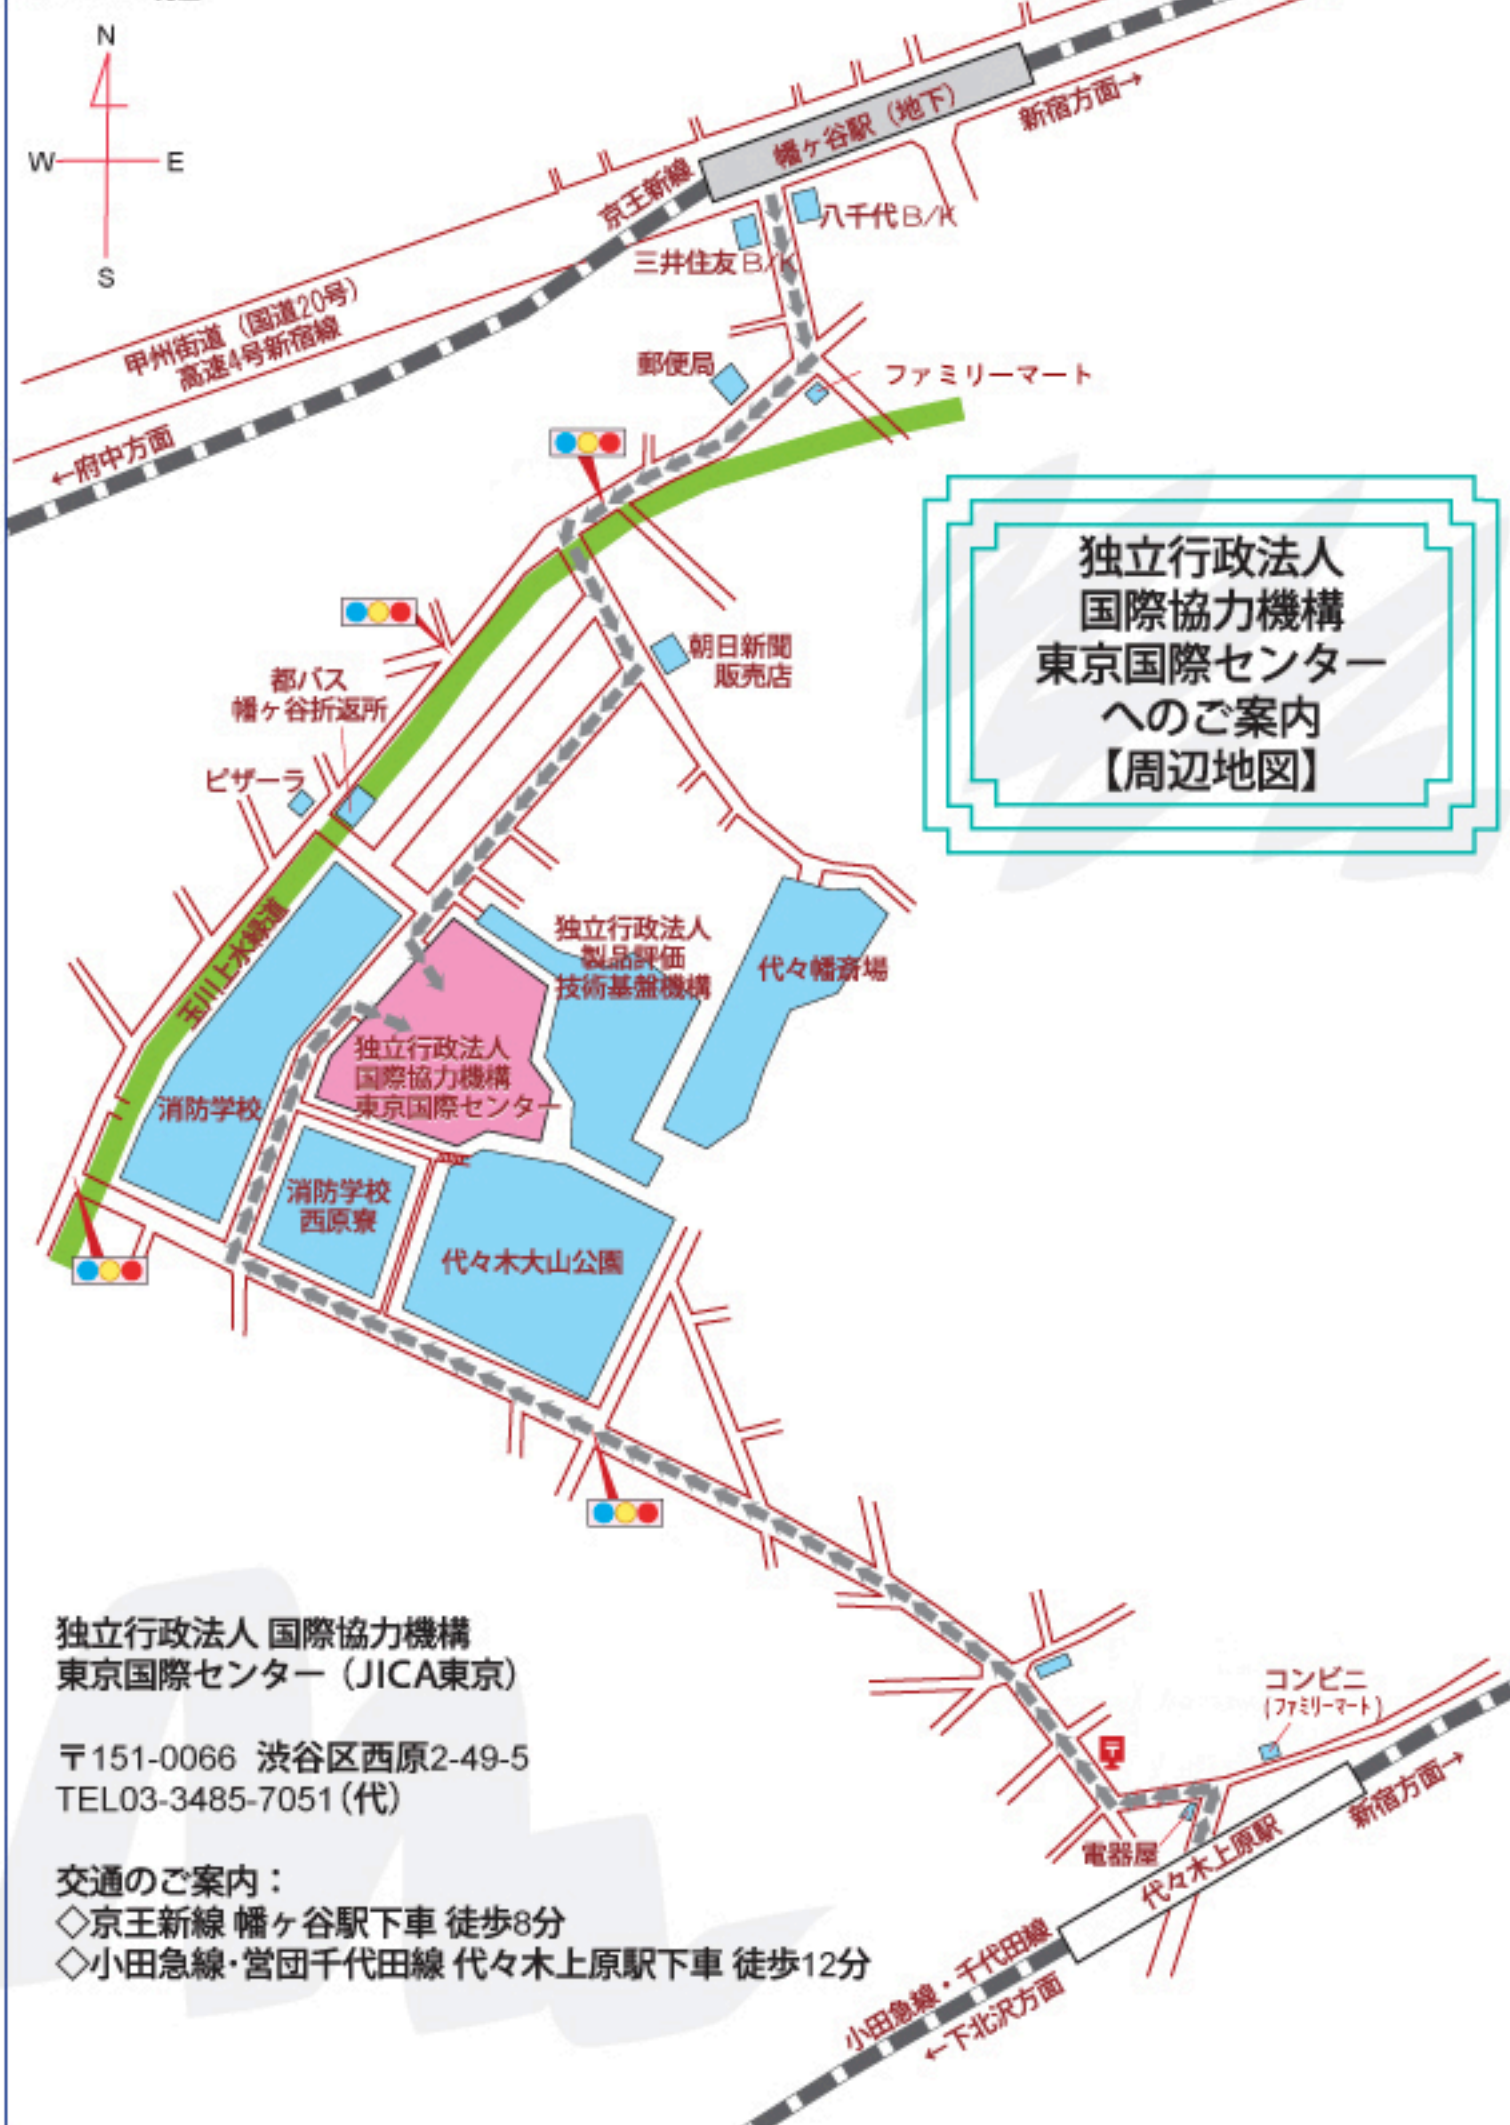 N
W
E
S
幡ヶ谷駅（地下）
新宿方面→
京王新線
八千代B/K
三井住友B/K
甲州街道（国道20号）
高速4号新宿線
←府中方面
郵便局
ファミリーマート
独立行政法人
国際協力機構
東京国際センター
へのご案内
【周辺地図】
朝日新聞
販売店
都バス
幡ヶ谷折返所
ピザーラ
玉川上水緑道
独立行政法人
製品評価
技術基盤機構
代々幡斎場
独立行政法人
国際協力機構
東京国際センター
消防学校
消防学校
西原寮
代々木大山公園
独立行政法人 国際協力機構
東京国際センター（JICA東京）
〒151-0066 渋谷区西原2-49-5
TEL03-3485-7051（代）
交通のご案内：
◇京王新線 幡ヶ谷駅下車 徒歩8分
◇小田急線･営団千代田線 代々木上原駅下車 徒歩12分
コンビニ
(ファミリーマート)
〒
電器屋
代々木上原駅
新宿方面→
小田急線・千代田線
←下北沢方面